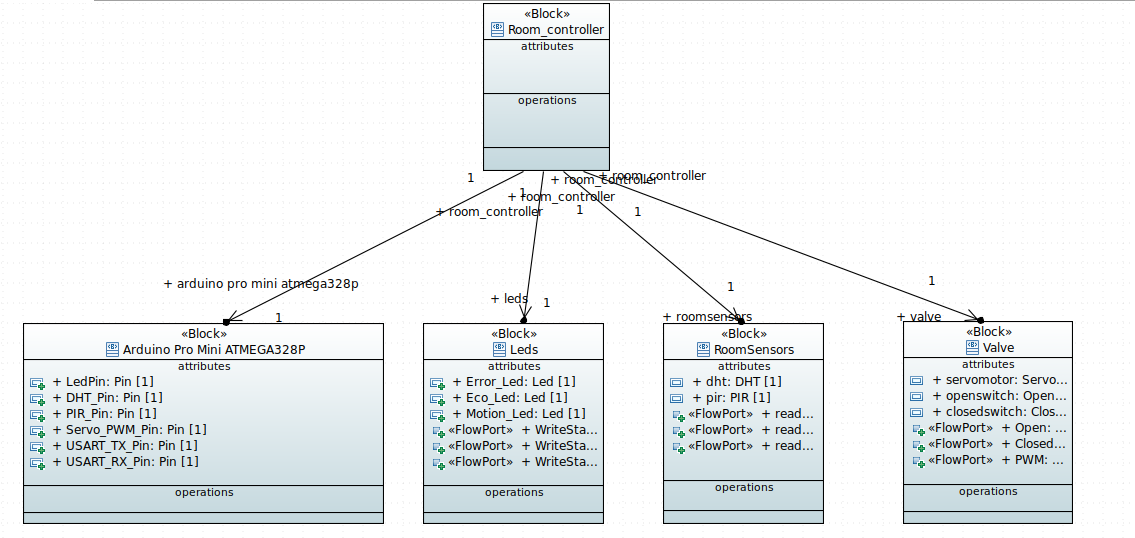 «Block»
Room_controller
attributes
operations
1
+ room_controller
+ room_controller
1
+ room_controller
+ room_controller
1
1
+ arduino pro mini atmega328p
1
+ leds
1
1
+ roomsensors
1
+ valve
«Block»
Arduino Pro Mini ATMEGA328P
attributes
+ LedPin: Pin [1]
+ DHT_Pin: Pin [1]
+ PIR_Pin: Pin [1]
+ Servo_PWM_Pin: Pin [1]
+ USART_TX_Pin: Pin [1]
+ USART_RX_Pin: Pin [1]
operations
«Block»
Leds
attributes
+ Error_Led: Led [1]
+ Eco_Led: Led [1]
+ Motion_Led: Led [1]
«FlowPort» + WriteSta...
«FlowPort» + WriteSta...
«FlowPort» + WriteSta...
operations
«Block»
RoomSensors
attributes
+ dht: DHT [1]
+ pir: PIR [1]
«FlowPort» + read...
«FlowPort» + read...
«FlowPort» + read...
operations
«Block»
Valve
attributes
+ servomotor: Servo...
+ openswitch: Open...
+ closedswitch: Clos...
«FlowPort» + Open: ...
«FlowPort» + Closed...
«FlowPort» + PWM: ...
operations